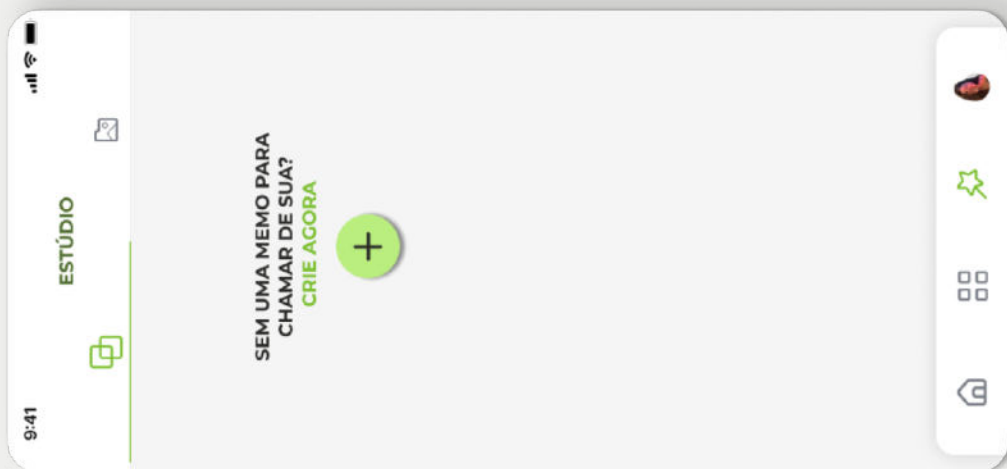 9:41
ESTÚDIO
SEM UMA MEMO PARA
CHAMAR DE SUA?
CRIE AGORA